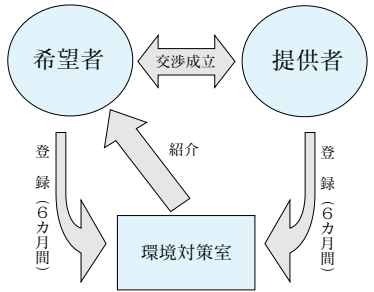 希望者
交渉成立
提供者
紹介
登録（６カ月間）
登録（６カ月間）
環境対策室